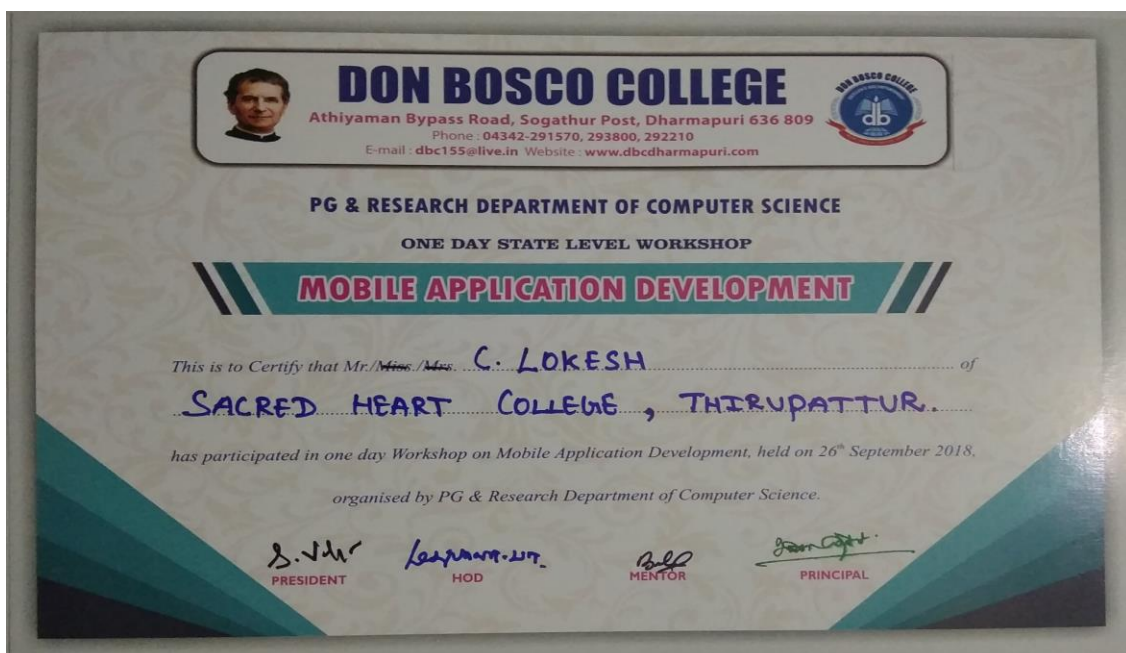 DON BOSCO COLLEGE
Athiyaman Bypass Road, Sogathur Post, Dharmapuri 636 809
Phone : 04342-291570, 293800, 292210
E-mail : dbc155@live.in Website : www.dbcdharmapuri.com
DON BOSCO COLLEGE
db
PG & RESEARCH DEPARTMENT OF COMPUTER SCIENCE
ONE DAY STATE LEVEL WORKSHOP
MOBILE APPLICATION DEVELOPMENT
This is to Certify that Mr./Miss./Mrs. C. LOKESH of
SACRED HEART COLLEGE, THIRUPATTUR.
has participated in one day Workshop on Mobile Application Development, held on 26th September 2018,
organised by PG & Research Department of Computer Science.
PRESIDENT HOD MENTOR PRINCIPAL